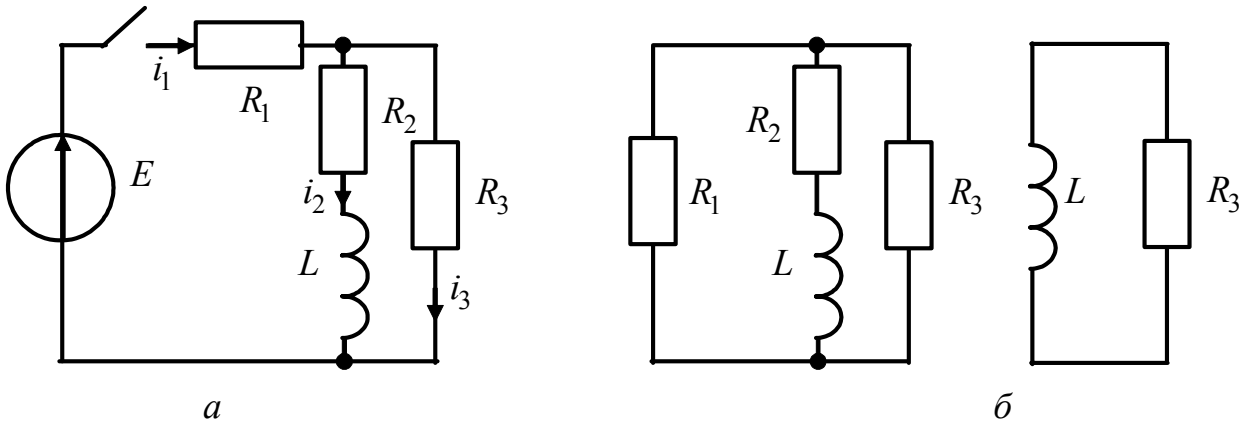 i₁
R₁
R₂
E
i₂
R₃
L
i₃
а
R₁
R₂
R₃
L
L
R₃
б